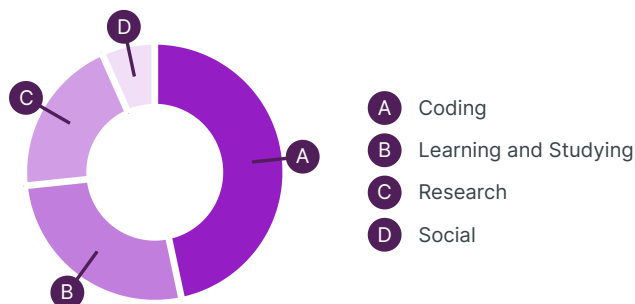 D
C
A
B
A Coding
B Learning and Studying
C Research
D Social